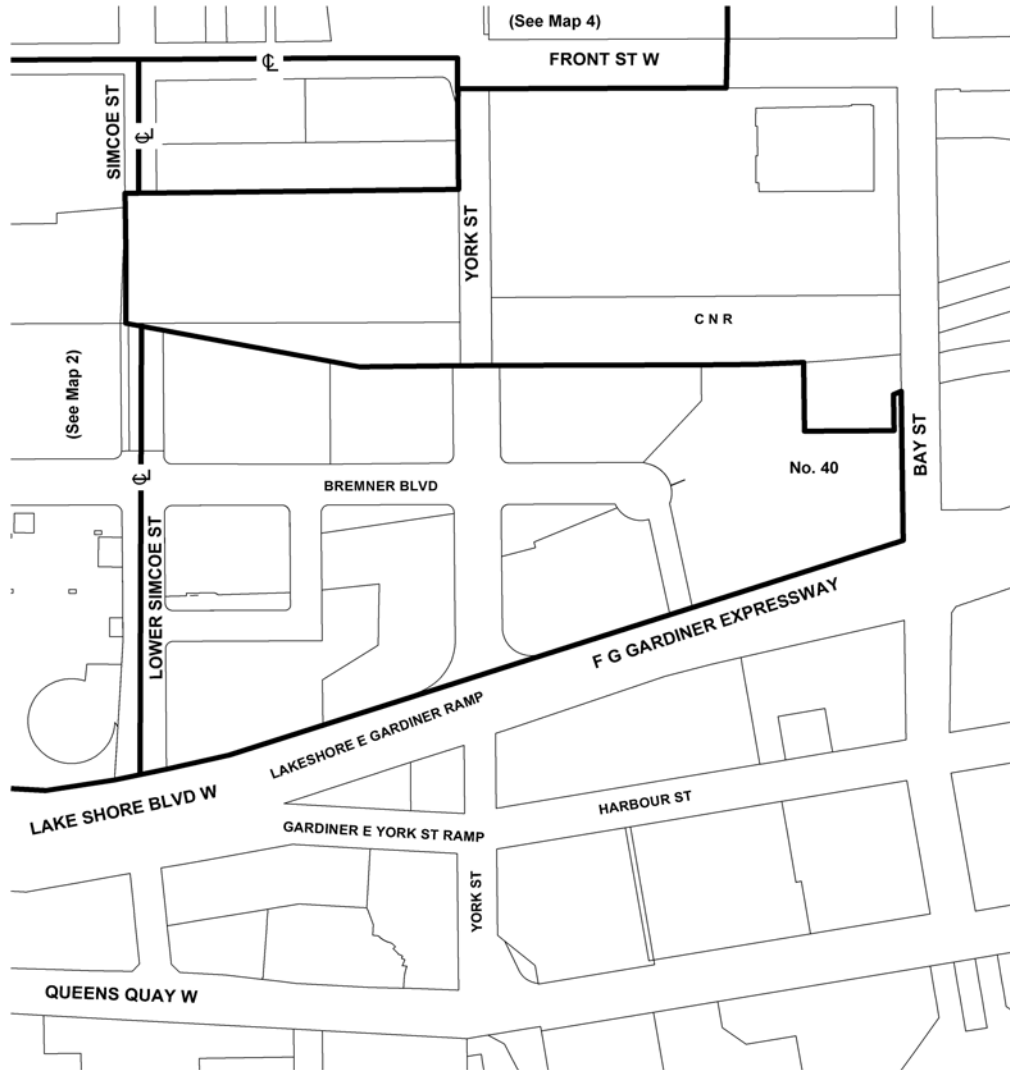 (See Map 4)
FRONT ST W
℄
SIMCOE ST
℄
YORK ST
C N R
(See Map 2)
BAY ST
No. 40
℄
BREMNER BLVD
LOWER SIMCOE ST
F G GARDINER EXPRESSWAY
LAKESHORE E GARDINER RAMP
LAKE SHORE BLVD W
HARBOUR ST
GARDINER E YORK ST RAMP
YORK ST
QUEENS QUAY W